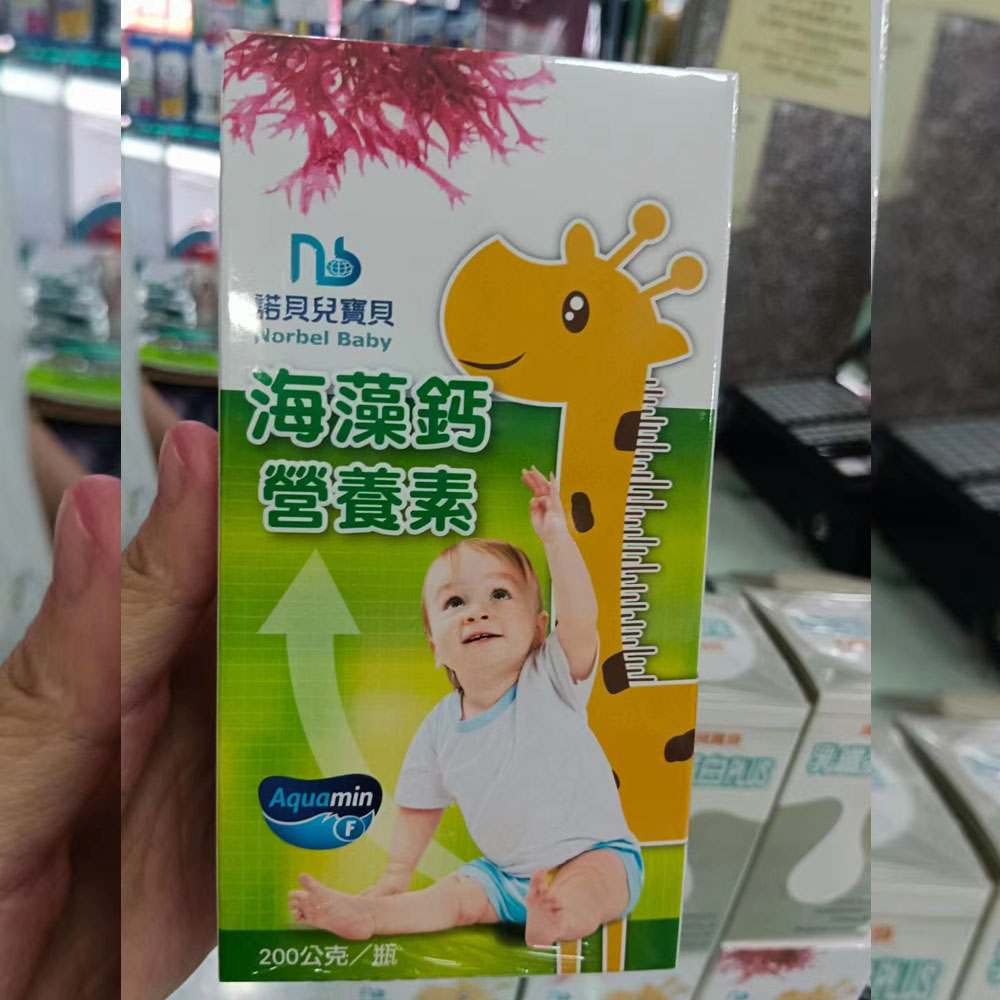 nb
諾貝兒寶貝
Norbel Baby
海藻鈣
營養素
Aquamin
F
200公克／瓶